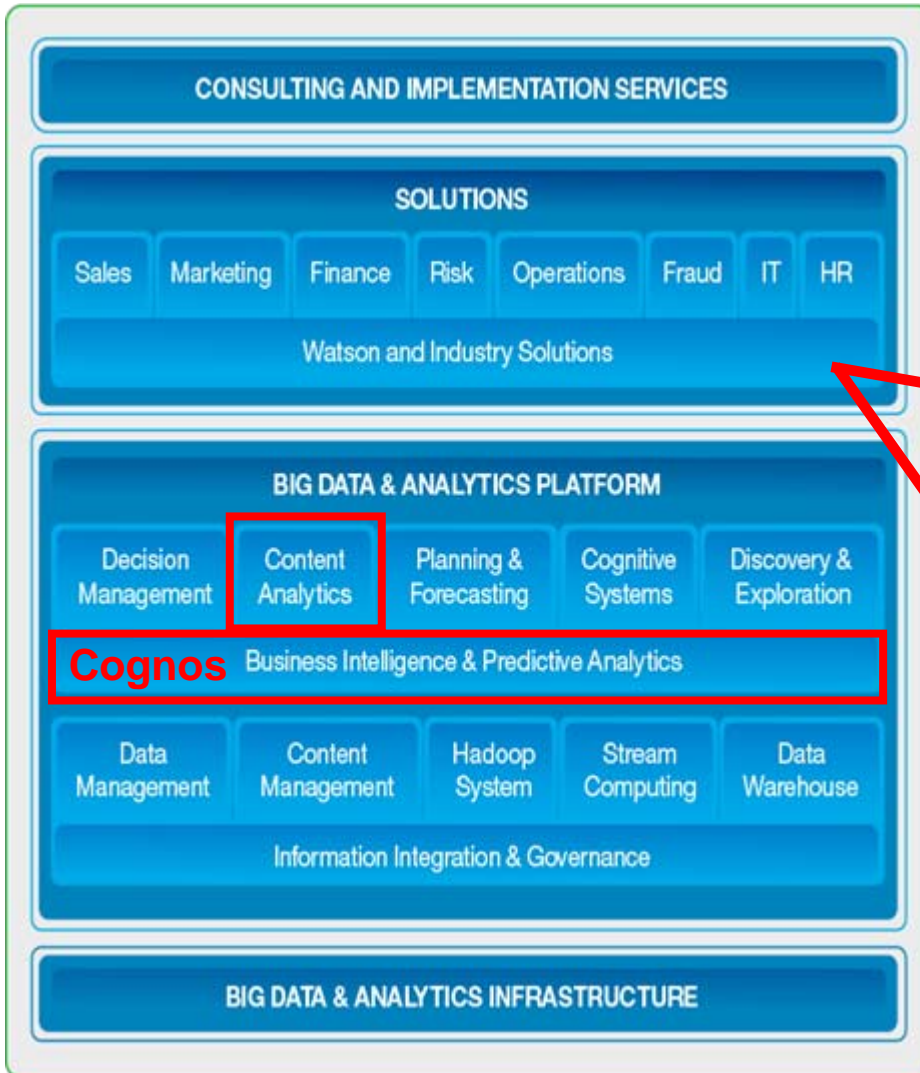 CONSULTING AND IMPLEMENTATION SERVICES
SOLUTIONS
Sales Marketing Finance Risk Operations Fraud IT HR
Watson and Industry Solutions
BIG DATA & ANALYTICS PLATFORM
Decision Management
Content Analytics
Planning & Forecasting
Cognitive Systems
Discovery & Exploration
Cognos Business Intelligence & Predictive Analytics
Data Management
Content Management
Hadoop System
Stream Computing
Data Warehouse
Information Integration & Governance
BIG DATA & ANALYTICS INFRASTRUCTURE